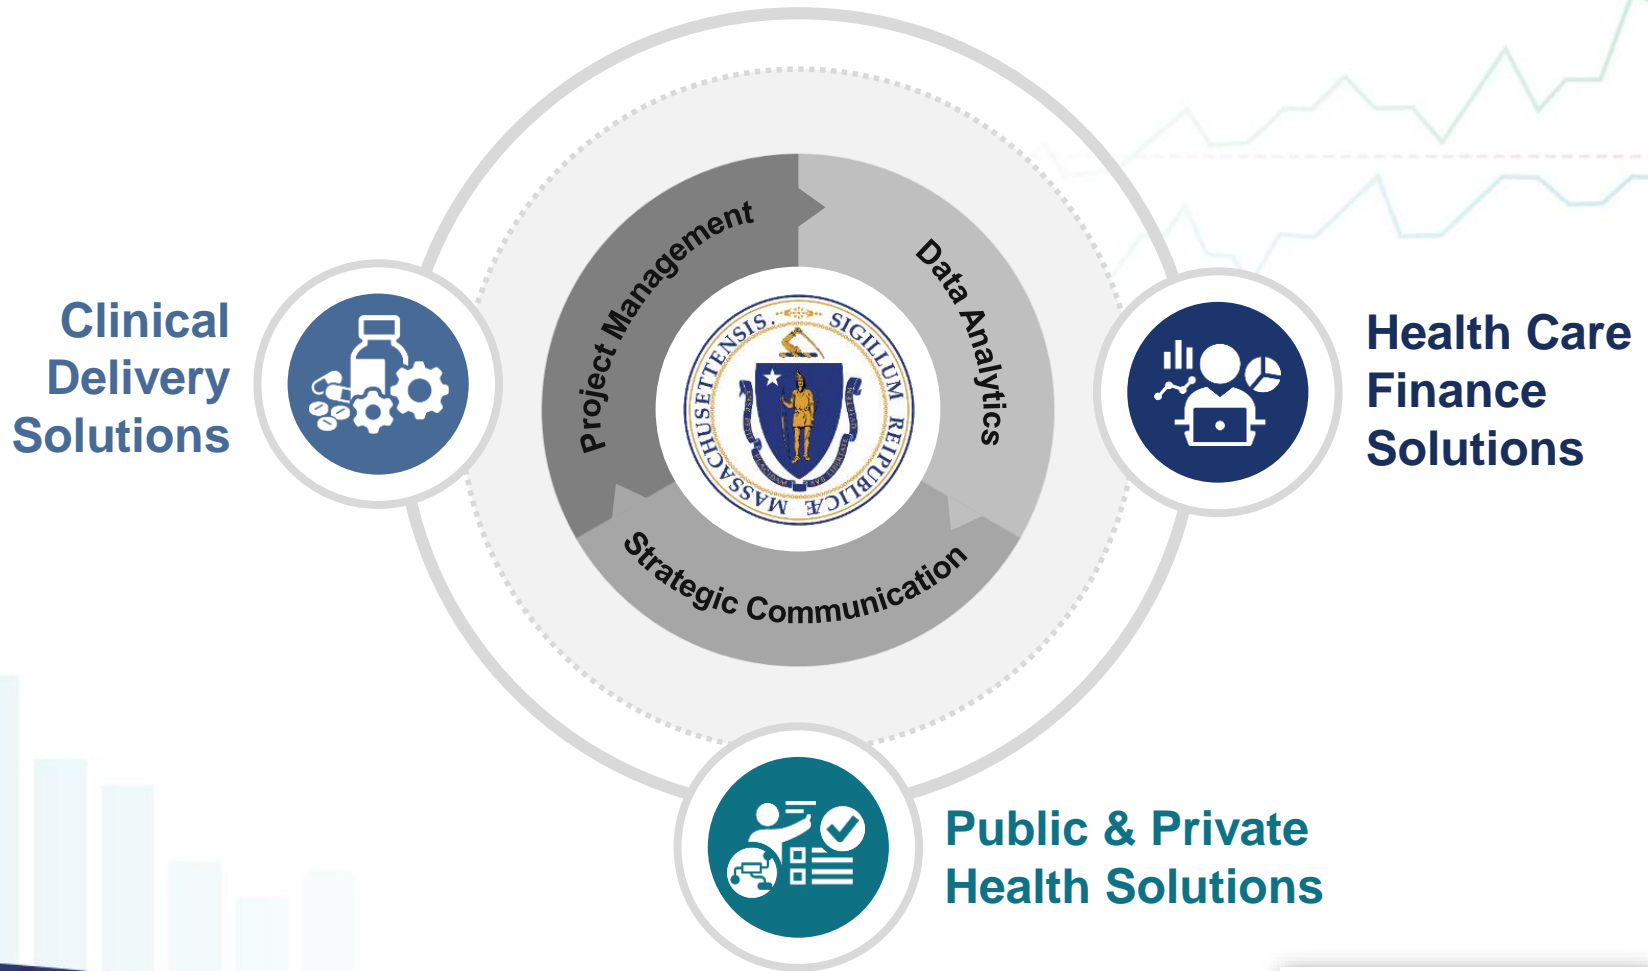 Clinical
Delivery
Solutions
Project Management
Data Analytics
Strategic Communication
SIGILLUM REIPUBLICÆ MASSACHUSETTENSIS.
Health Care
Finance
Solutions
Public & Private
Health Solutions